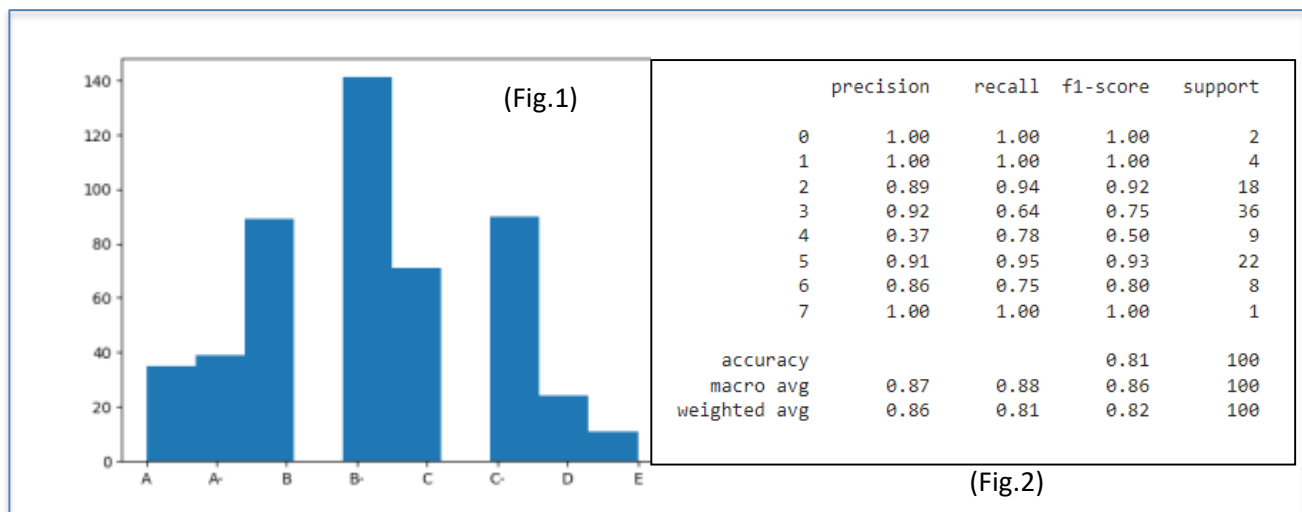 (Fig.1)
140
120
100
80
60
40
20
0
A A- B B- C C- D E
precision recall f1-score support
0 1.00 1.00 1.00 2
1 1.00 1.00 1.00 4
2 0.89 0.94 0.92 18
3 0.92 0.64 0.75 36
4 0.37 0.78 0.50 9
5 0.91 0.95 0.93 22
6 0.86 0.75 0.80 8
7 1.00 1.00 1.00 1
accuracy 0.81 100
macro avg 0.87 0.88 0.86 100
weighted avg 0.86 0.81 0.82 100
(Fig.2)